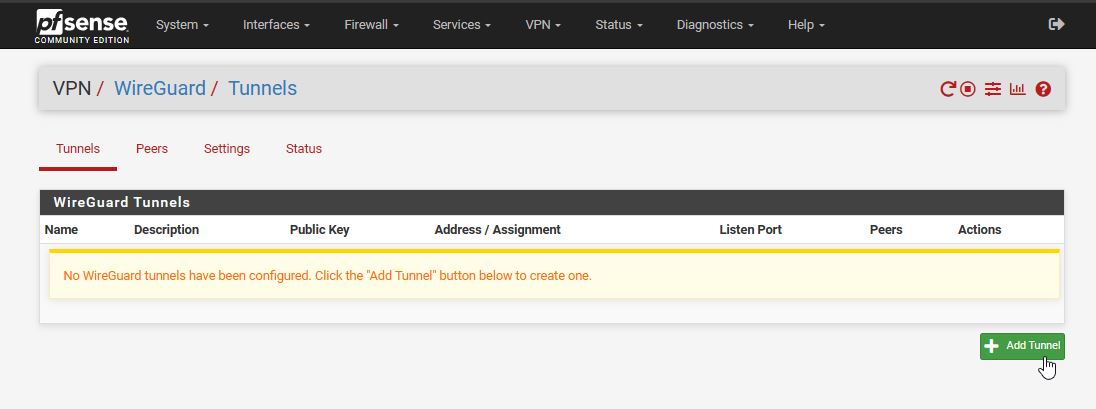 pfsense COMMUNITY EDITION System Interfaces Firewall Services VPN Status Diagnostics Help
VPN / WireGuard / Tunnels
Tunnels Peers Settings Status
WireGuard Tunnels
Name Description Public Key Address / Assignment Listen Port Peers Actions
No WireGuard tunnels have been configured. Click the "Add Tunnel" button below to create one.
Add Tunnel